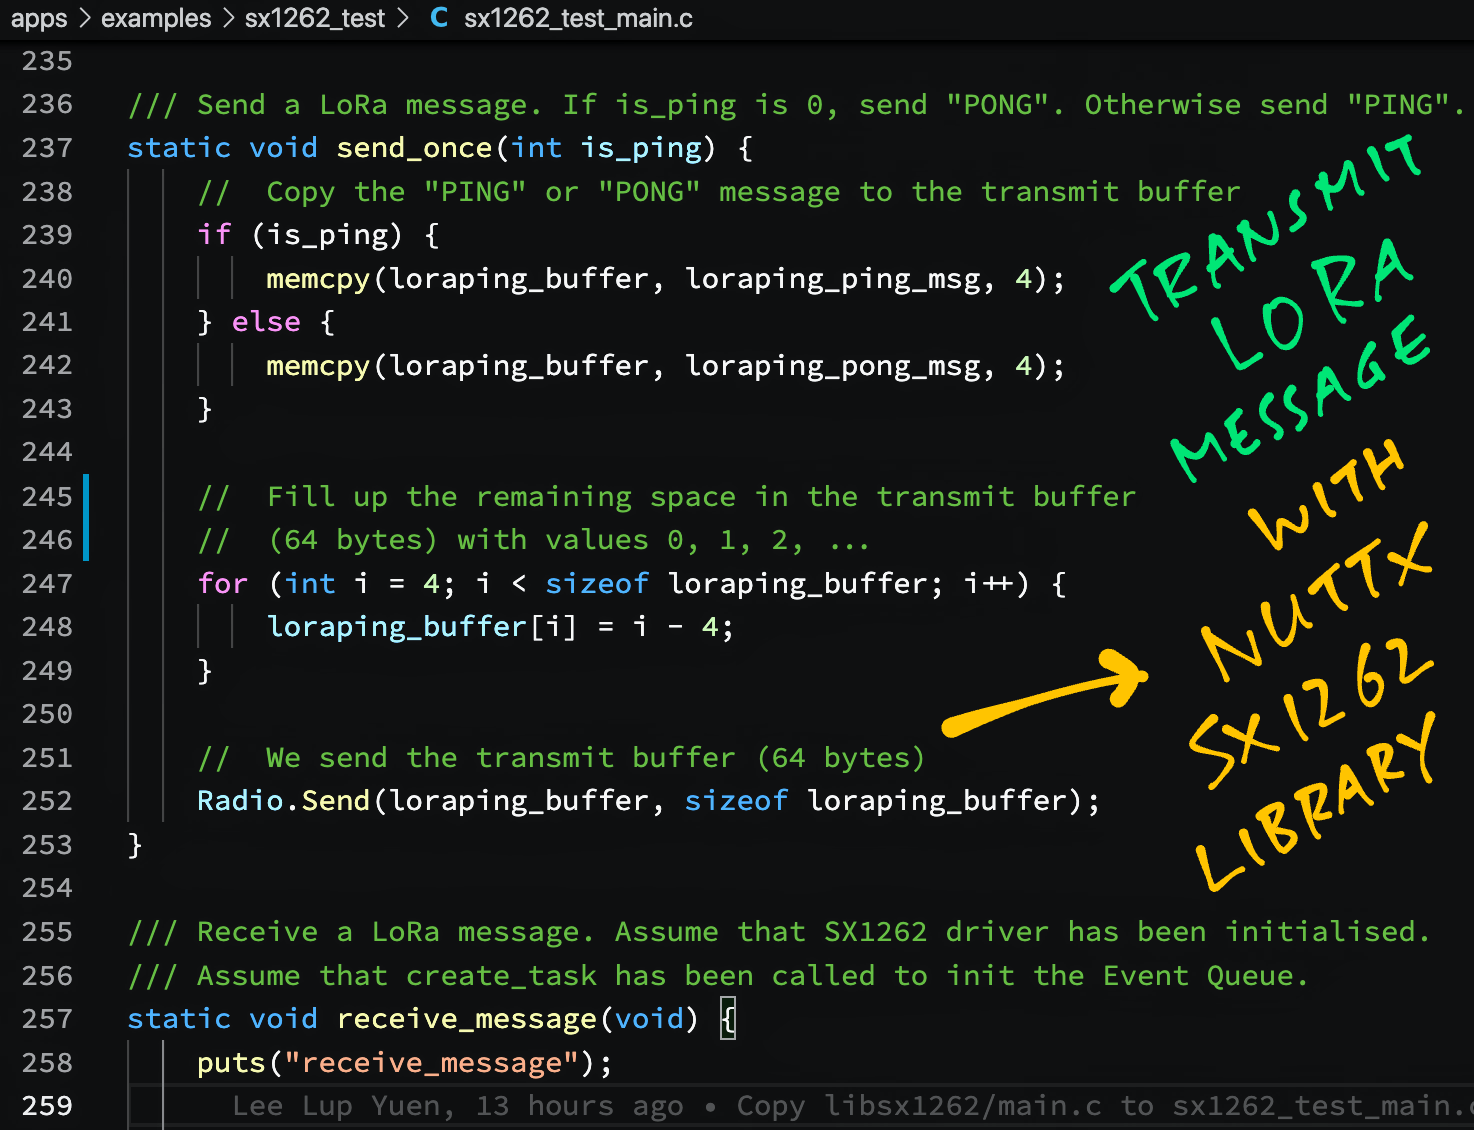 apps > examples > sx1262_test > C sx1262_test_main.c
235
236 /// Send a LoRa message. If is_ping is 0, send "PONG". Otherwise send "PING".
237 static void send_once(int is_ping) {
238 //  Copy the "PING" or "PONG" message to the transmit buffer
239 if (is_ping) {
240 memcpy(loraping_buffer, loraping_ping_msg, 4);
241 } else {
242 memcpy(loraping_buffer, loraping_pong_msg, 4);
243 }
244
245 //  Fill up the remaining space in the transmit buffer
246 //  (64 bytes) with values 0, 1, 2, ...
247 for (int i = 4; i < sizeof loraping_buffer; i++) {
248 loraping_buffer[i] = i - 4;
249 }
250
251 //  We send the transmit buffer (64 bytes)
252 Radio.Send(loraping_buffer, sizeof loraping_buffer);
253 }
254
255 /// Receive a LoRa message. Assume that SX1262 driver has been initialised.
256 /// Assume that create_task has been called to init the Event Queue.
257 static void receive_message(void) {
258 puts("receive_message");
259 Lee Lup Yuen, 13 hours ago • Copy libsx1262/main.c to sx1262_test_main.c
TRANSMIT
LORA
MESSAGE
WITH
NUTTX
SX1262
LIBRARY